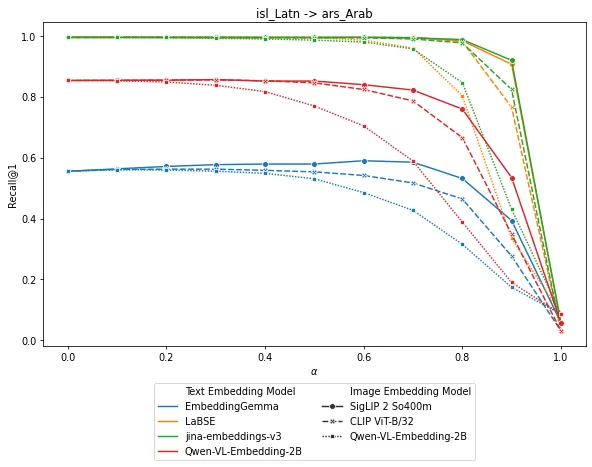 isl_Latn -> ars_Arab
Recall@1
1.0
0.8
0.6
0.4
0.2
0.0
0.0 0.2 0.4 0.6 0.8 1.0
α
Text Embedding Model Image Embedding Model
EmbeddingGemma SigLIP 2 So400m
LaBSE CLIP ViT-B/32
jina-embeddings-v3 Qwen-VL-Embedding-2B
Qwen-VL-Embedding-2B